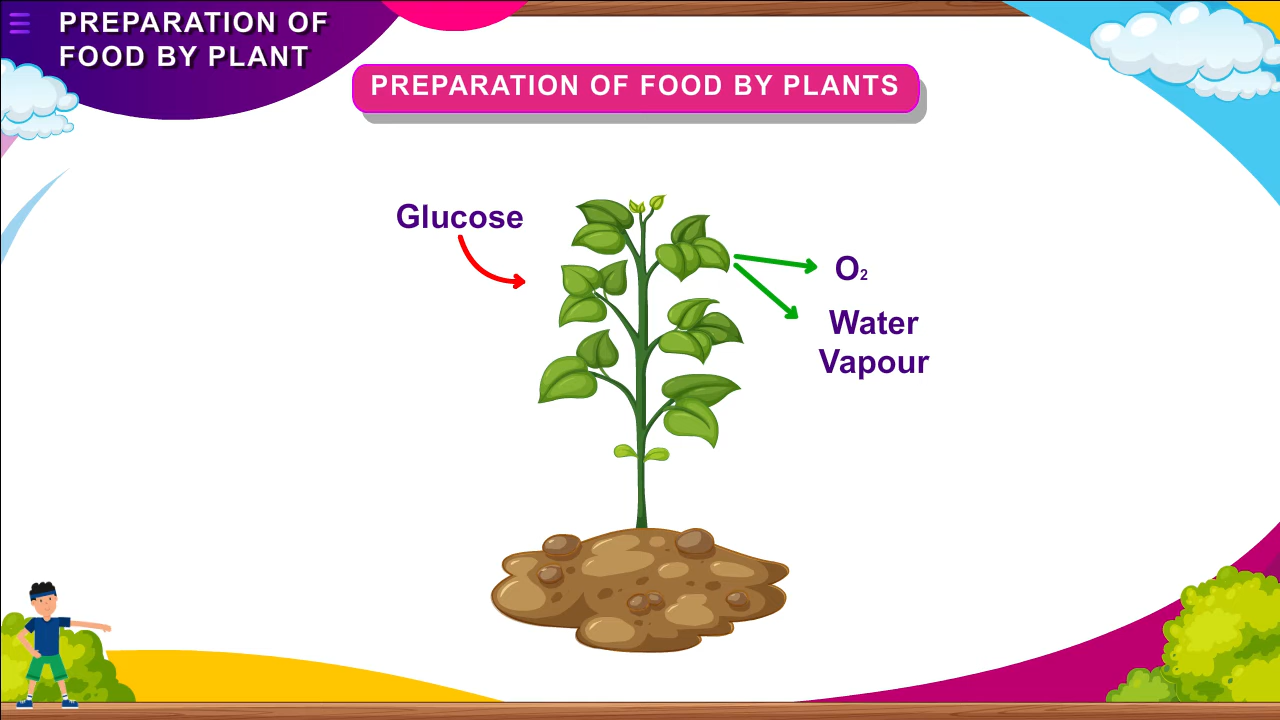 PREPARATION OF
FOOD BY PLANT
PREPARATION OF FOOD BY PLANTS
Glucose
O₂
Water
Vapour